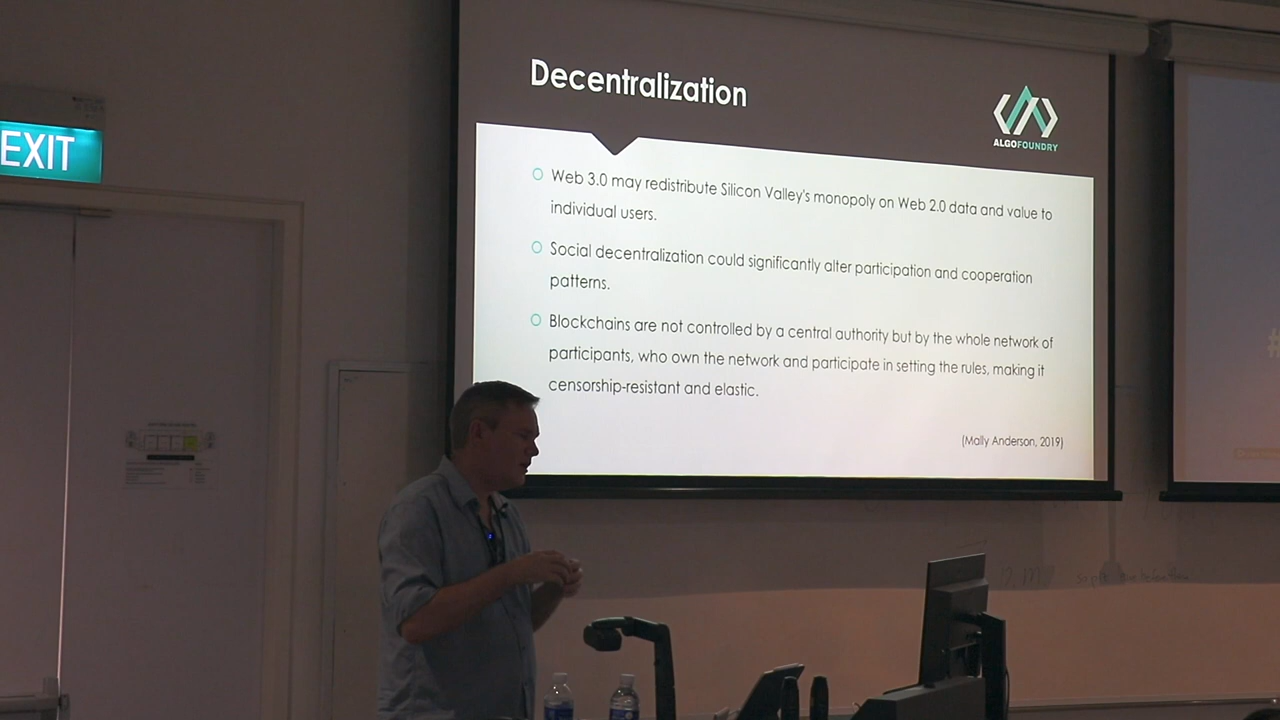 EXIT
Decentralization
ALGOFOUNDRY
Web 3.0 may redistribute Silicon Valley's monopoly on Web 2.0 data and value to
individual users.
Social decentralization could significantly alter participation and cooperation
patterns.
Blockchains are not controlled by a central authority but by the whole network of
participants, who own the network and participate in setting the rules, making it
censorship-resistant and elastic.
(Mally Anderson, 2019)